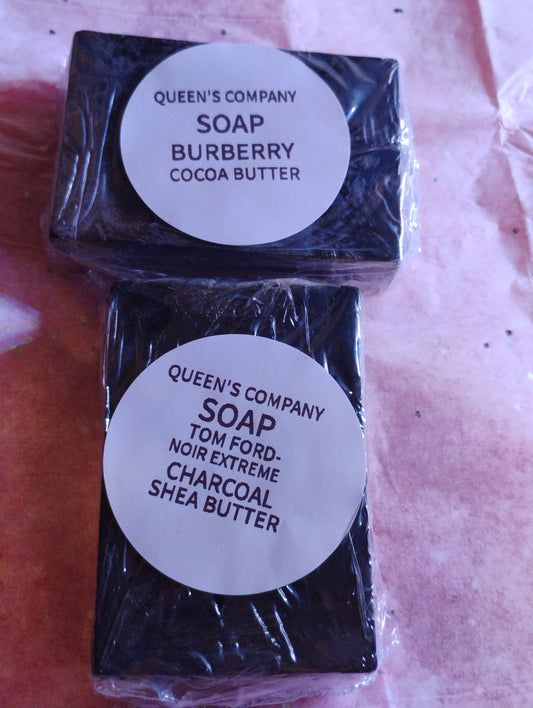 QUEEN'S COMPANY
SOAP
BURBERRY
COCOA BUTTER
QUEEN'S COMPANY
SOAP
TOM FORD-
NOIR EXTREME
CHARCOAL
SHEA BUTTER